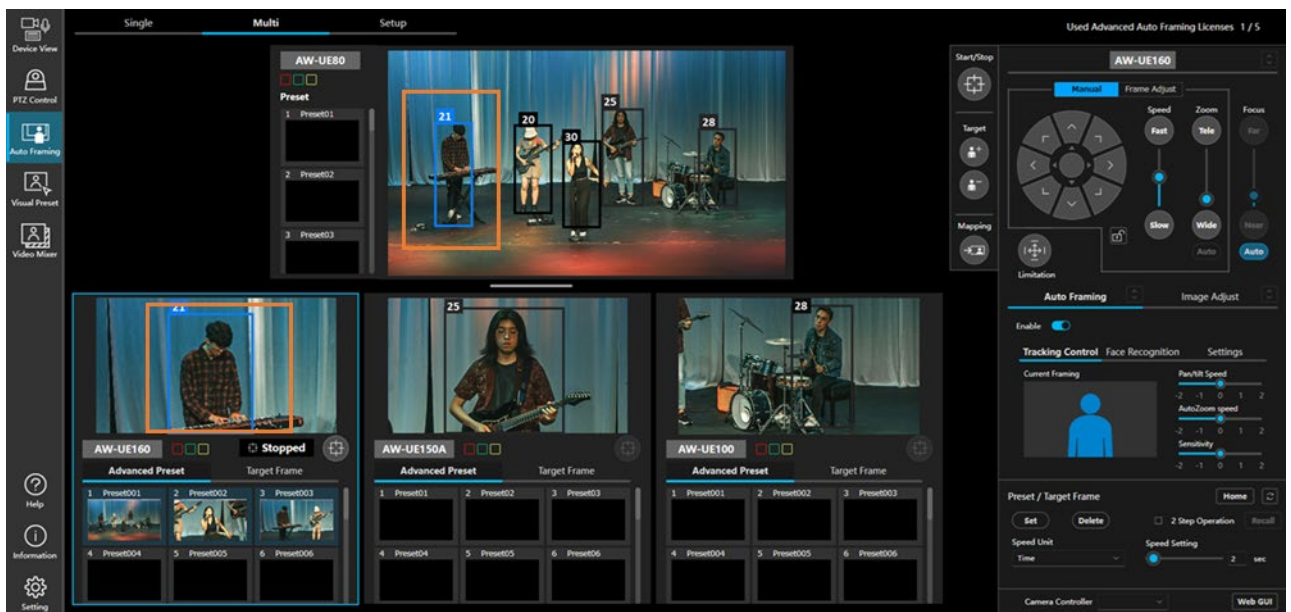 Single Multi Setup
Used Advanced Auto Framing Licenses 1 / 5
Device View
PTZ Control
Auto Framing
Visual Preset
Video Mixer
Help
Information
Setting
AW-UE80
Preset
1 Preset01
2 Preset02
3 Preset03
21
20
30
25
28
Start/Stop
Target
Mapping
21
AW-UE160
Stopped
Advanced Preset Target Frame
1 Preset001 2 Preset002 3 Preset003
4 Preset004 5 Preset005 6 Preset006
25
AW-UE150A
Advanced Preset Target Frame
1 Preset01 2 Preset02 3 Preset03
4 Preset04 5 Preset05 6 Preset06
28
AW-UE100
Advanced Preset Target Frame
1 Preset001 2 Preset002 3 Preset003
4 Preset004 5 Preset005 6 Preset006
AW-UE160
Manual Frame Adjust
Speed Zoom Focus
Fast Tele Far
Slow Wide Near
Auto Auto
Limitation
Auto Framing Image Adjust
Enable
Tracking Control Face Recognition Settings
Current Framing
Pan/tilt Speed
-2 -1 0 1 2
AutoZoom speed
-2 -1 0 1 2
Sensitivity
-2 -1 0 1 2
Preset / Target Frame Home
Set Delete 2 Step Operation Recall
Speed Unit Speed Setting
Time 2 sec
Camera Controller Web GUI